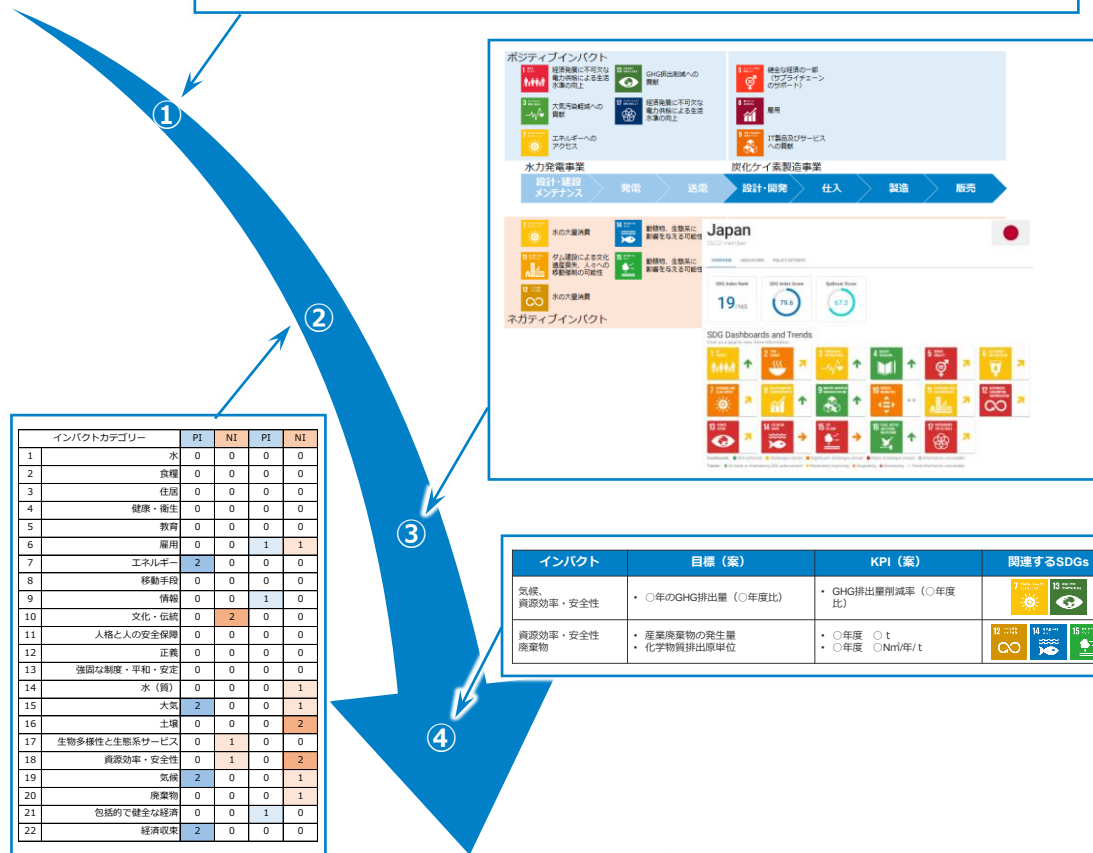 ポジティブインパクト
経済発展に不可欠な
電力供給による生活
水準の向上
GHG排出削減への
貢献
健全な経済の一部
(サプライチェーン
のサポート)
大気汚染軽減への
貢献
経済発展に不可欠な
電力供給による生活
水準の向上
雇用
エネルギーへの
アクセス
IT製品及びサービス
への貢献
水力発電事業
炭化ケイ素製造事業
設計・建設
メンテナンス
発電
送電
設計・開発
仕入
製造
販売
水の大量消費
動植物、生態系に
影響を与える可能性
ダム建設による文化
遺産喪失、人々への
移動強制の可能性
動植物、生態系に
影響を与える可能性
水の大量消費
ネガティブインパクト
Japan
OECD member
OVERVIEW INDICATORS POLICY EFFORTS
SDG Index Rank
19/163
SDG Index Score
79.6
Spillover Score
67.3
SDG Dashboards and Trends
①
②
③
④
インパクトカテゴリー PI NI PI NI
1 水 0 0 0 0
2 食糧 0 0 0 0
3 住居 0 0 0 0
4 健康・衛生 0 0 0 0
5 教育 0 0 0 0
6 雇用 0 0 1 1
7 エネルギー 2 0 0 0
8 移動手段 0 0 0 0
9 情報 0 0 1 0
10 文化・伝統 0 2 0 0
11 人格と人の安全保障 0 0 0 0
12 正義 0 0 0 0
13 強固な制度・平和・安定 0 0 0 0
14 水(質) 0 0 0 1
15 大気 2 0 0 1
16 土壌 0 0 0 2
17 生物多様性と生態系サービス 0 1 0 0
18 資源効率・安全性 0 1 0 2
19 気候 2 0 0 1
20 廃棄物 0 0 0 1
21 包括的で健全な経済 0 0 1 0
22 経済収束 2 0 0 0
インパクト 目標(案) KPI(案) 関連するSDGs
気候、
資源効率・安全性
• ○年のGHG排出量(○年度比)
• GHG排出量削減率(○年度
比)
資源効率・安全性
廃棄物
• 産業廃棄物の発生量
• 化学物質排出原単位
• ○年度 ○ t
• ○年度 ○N㎥/年/ t